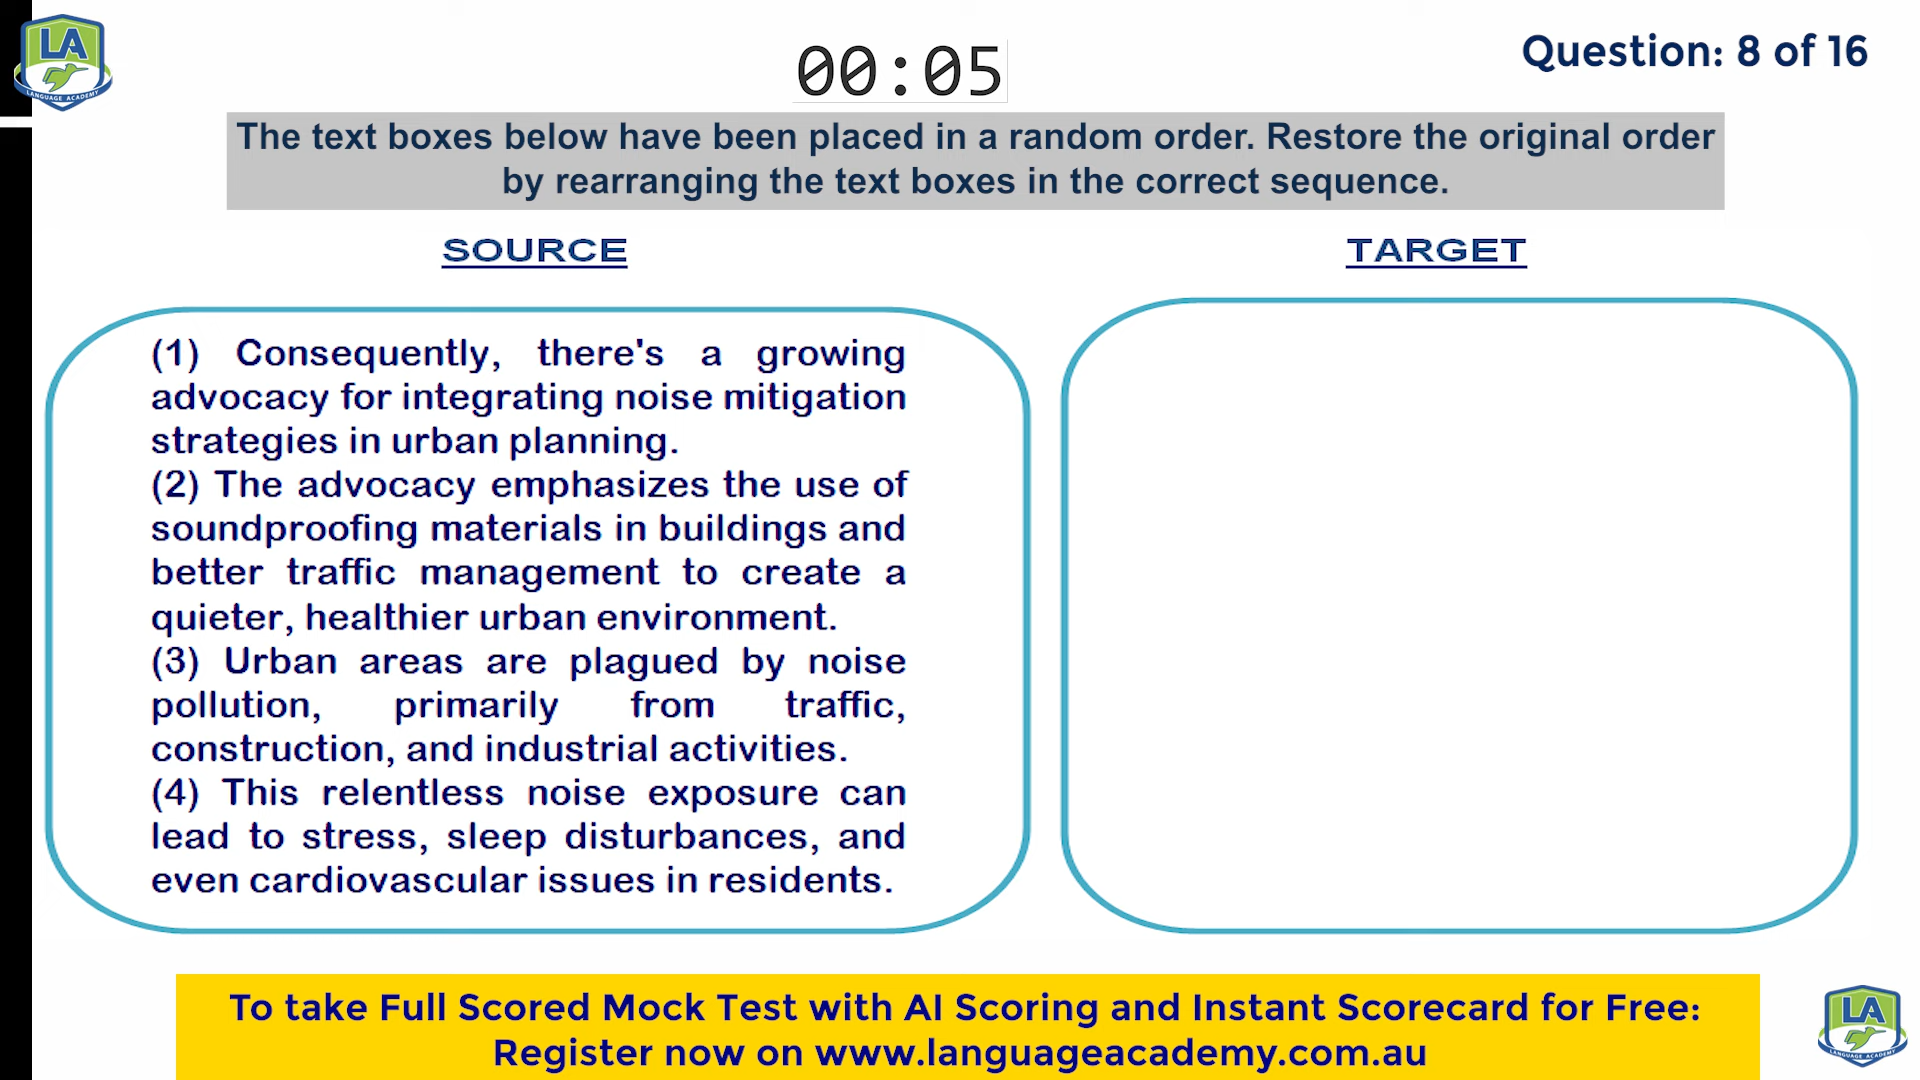 LA
LANGUAGE ACADEMY
00:05
Question: 8 of 16
The text boxes below have been placed in a random order. Restore the original order
by rearranging the text boxes in the correct sequence.
SOURCE
TARGET
(1) Consequently, there's a growing
advocacy for integrating noise mitigation
strategies in urban planning.
(2) The advocacy emphasizes the use of
soundproofing materials in buildings and
better traffic management to create a
quieter, healthier urban environment.
(3) Urban areas are plagued by noise
pollution, primarily from traffic,
construction, and industrial activities.
(4) This relentless noise exposure can
lead to stress, sleep disturbances, and
even cardiovascular issues in residents.
To take Full Scored Mock Test with AI Scoring and Instant Scorecard for Free:
Register now on www.languageacademy.com.au
LA
LANGUAGE ACADEMY